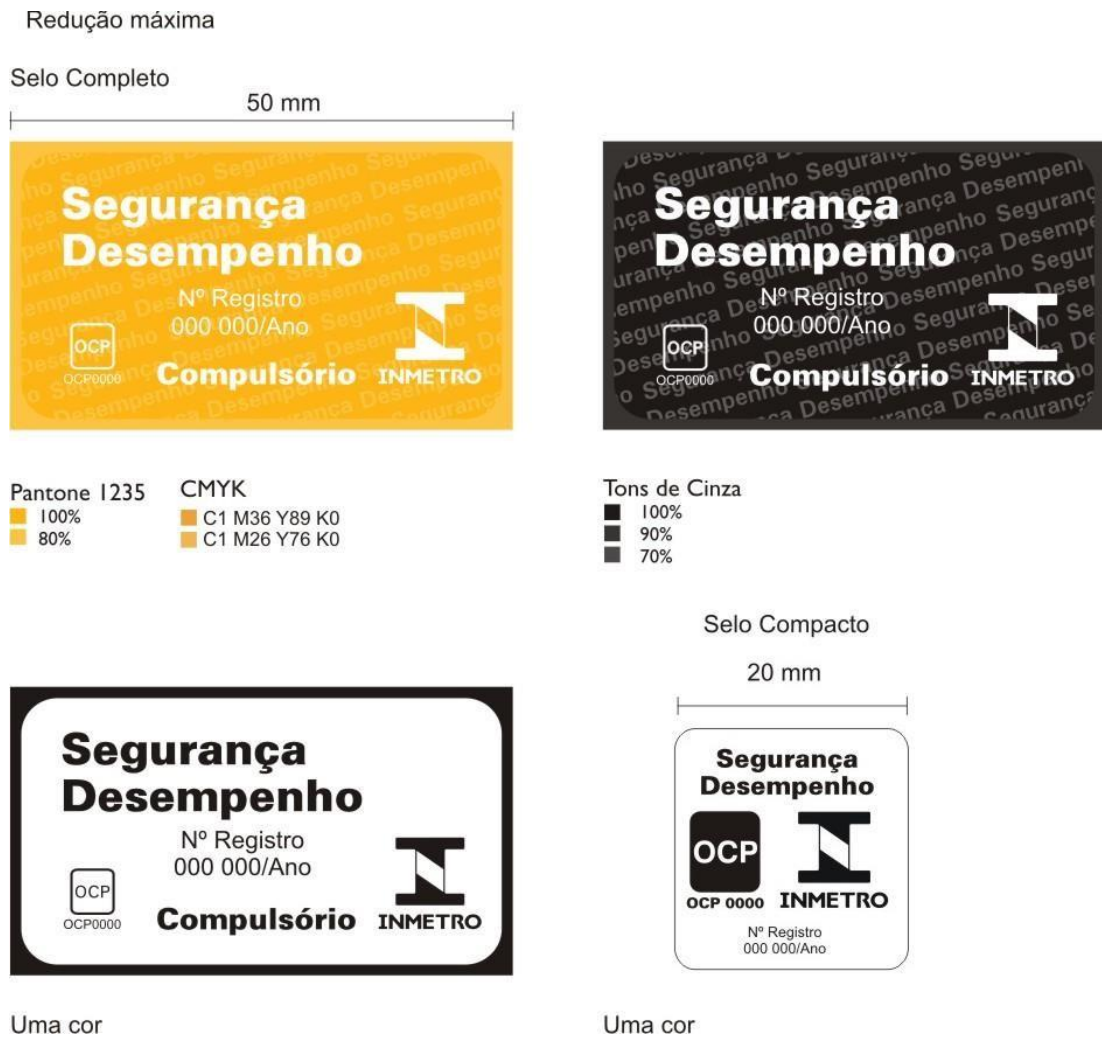 Redução máxima
Selo Completo
50 mm
Segurança
Desempenho
Nº Registro
000 000/Ano
OCP
OCP0000
Compulsório
INMETRO
Segurança
Desempenho
Nº Registro
000 000/Ano
OCP
OCP0000
Compulsório
INMETRO
Pantone 1235
100%
80%
CMYK
C1 M36 Y89 K0
C1 M26 Y76 K0
Tons de Cinza
100%
90%
70%
Selo Compacto
20 mm
Segurança
Desempenho
Nº Registro
000 000/Ano
OCP
OCP0000
Compulsório
INMETRO
Segurança
Desempenho
OCP
OCP 0000
INMETRO
Nº Registro
000 000/Ano
Uma cor
Uma cor